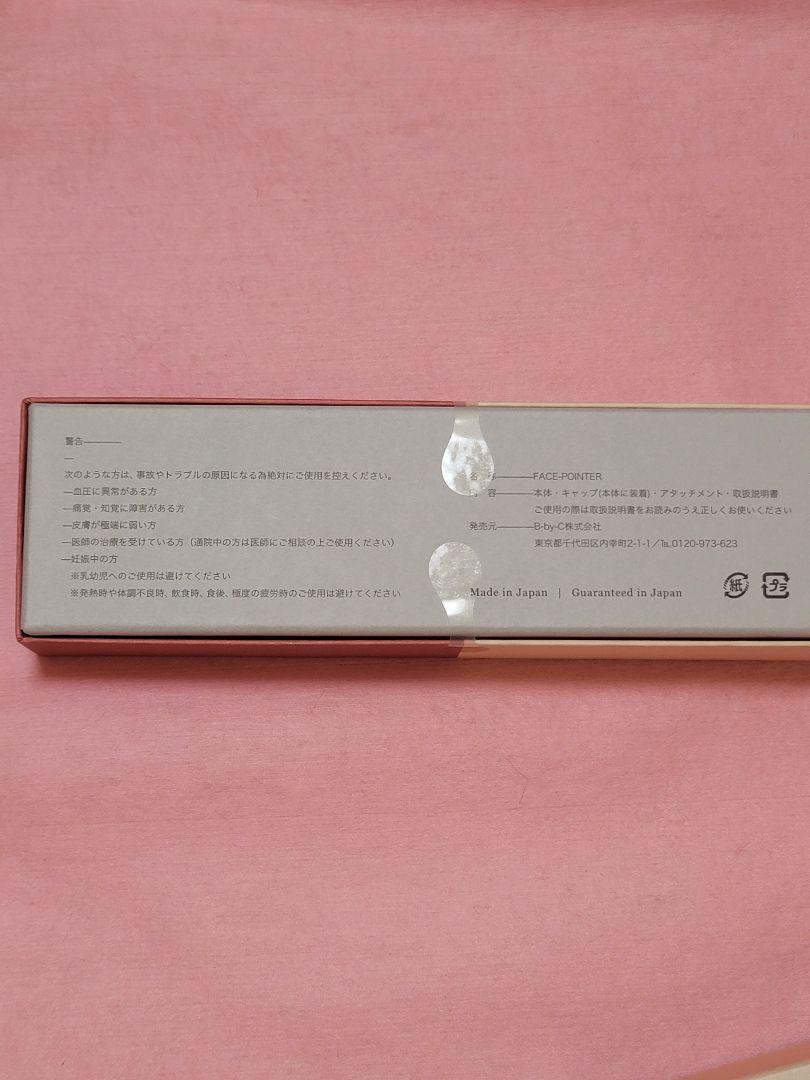 警告————
—
次のような方は、事故やトラブルの原因になる為絶対にご使用を控えください。
—血圧に異常がある方
—痛覚・知覚に障害がある方
—皮膚が極端に弱い方
—医師の治療を受けている方（通院中の方は医師にご相談の上ご使用ください）
—妊娠中の方
※乳幼児へのご使用は避けてください
※発熱時や体調不良時、飲食時、食後、極度の疲労時のご使用は避けてください
名 称————FACE-POINTER
内 容————本体・キャップ(本体に装着)・アタッチメント・取扱説明書
ご使用の際は取扱説明書をお読みのうえ正しくお使いください
発売元————B-by-C株式会社
東京都千代田区内幸町2-1-1／℡0120-973-623
Made in Japan | Guaranteed in Japan
紙 プラ